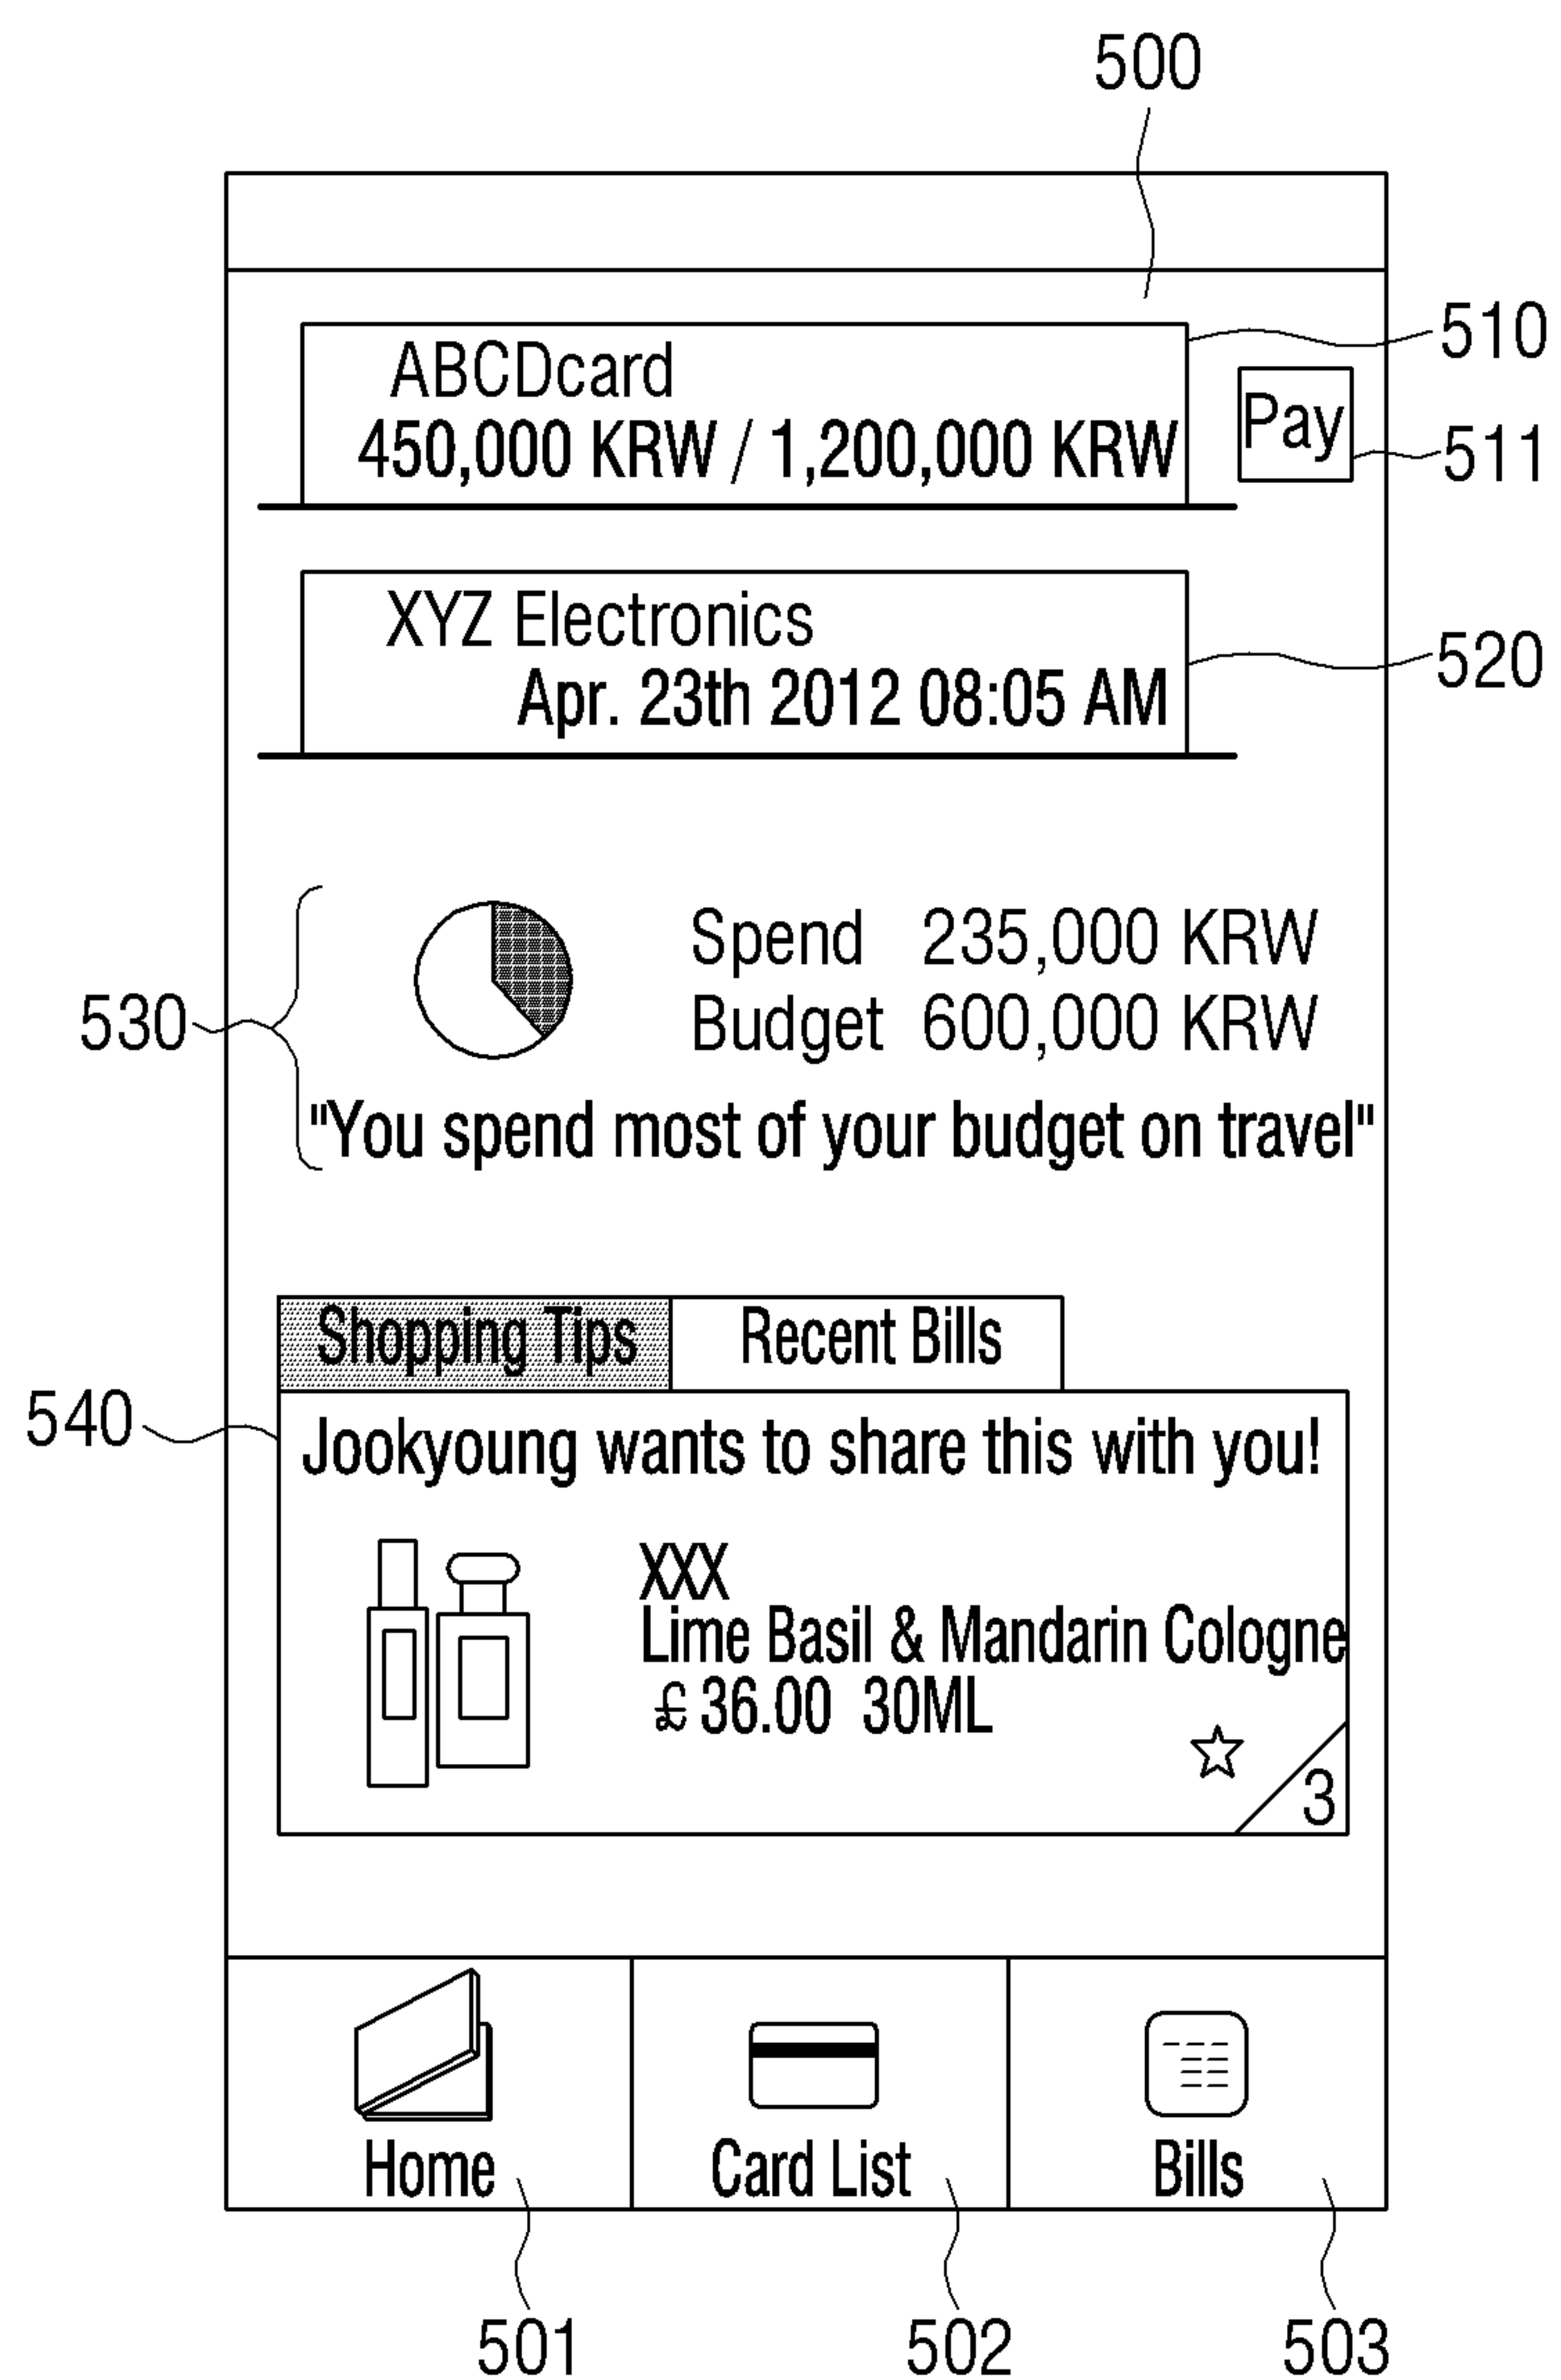 500
510
ABCDcard
Pay
450,000 KRW / 1,200,000 KRW
511
XYZ Electronics
520
Apr. 23th 2012 08:05 AM
Spend 235,000 KRW
530
Budget 600,000 KRW
"You spend most of your budget on travel"
Shopping Tips Recent Bills
540
Jookyoung wants to share this with you!
XXX
Lime Basil & Mandarin Cologne
£ 36.00 30ML
3
Home Card List Bills
501 502 503